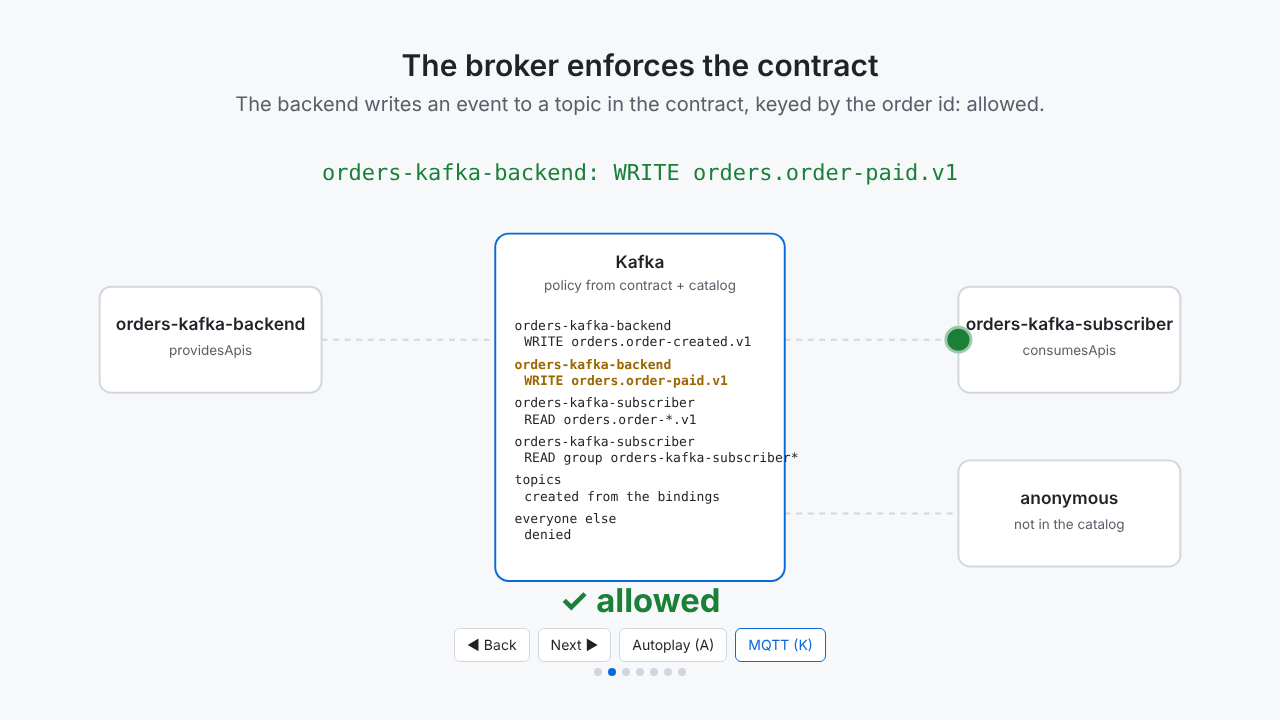 The broker enforces the contract
The backend writes an event to a topic in the contract, keyed by the order id: allowed.
orders-kafka-backend: WRITE orders.order-paid.v1
Kafka
policy from contract + catalog
orders-kafka-backend
WRITE orders.order-created.v1
orders-kafka-backend
WRITE orders.order-paid.v1
orders-kafka-subscriber
READ orders.order-*.v1
orders-kafka-subscriber
READ group orders-kafka-subscriber*
topics
created from the bindings
everyone else
denied
orders-kafka-backend
providesApis
orders-kafka-subscriber
consumesApis
anonymous
not in the catalog
✓ allowed
◀ Back
Next ▶
Autoplay (A)
MQTT (K)